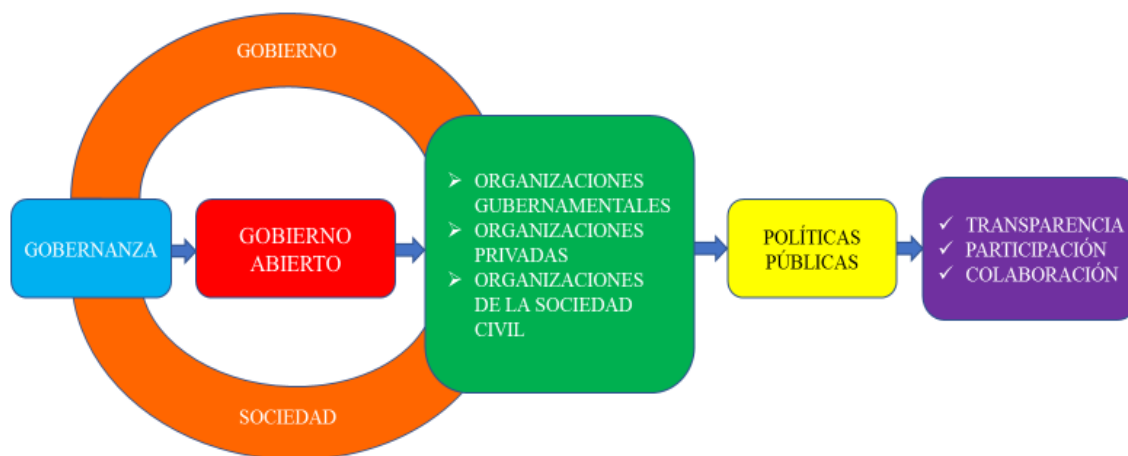 GOBIERNO
GOBERNANZA
GOBIERNO
ABIERTO
➢ ORGANIZACIONES
GUBERNAMENTALES
➢ ORGANIZACIONES
PRIVADAS
➢ ORGANIZACIONES
DE LA SOCIEDAD
CIVIL
POLÍTICAS
PÚBLICAS
✓ TRANSPARENCIA
✓ PARTICIPACIÓN
✓ COLABORACIÓN
SOCIEDAD